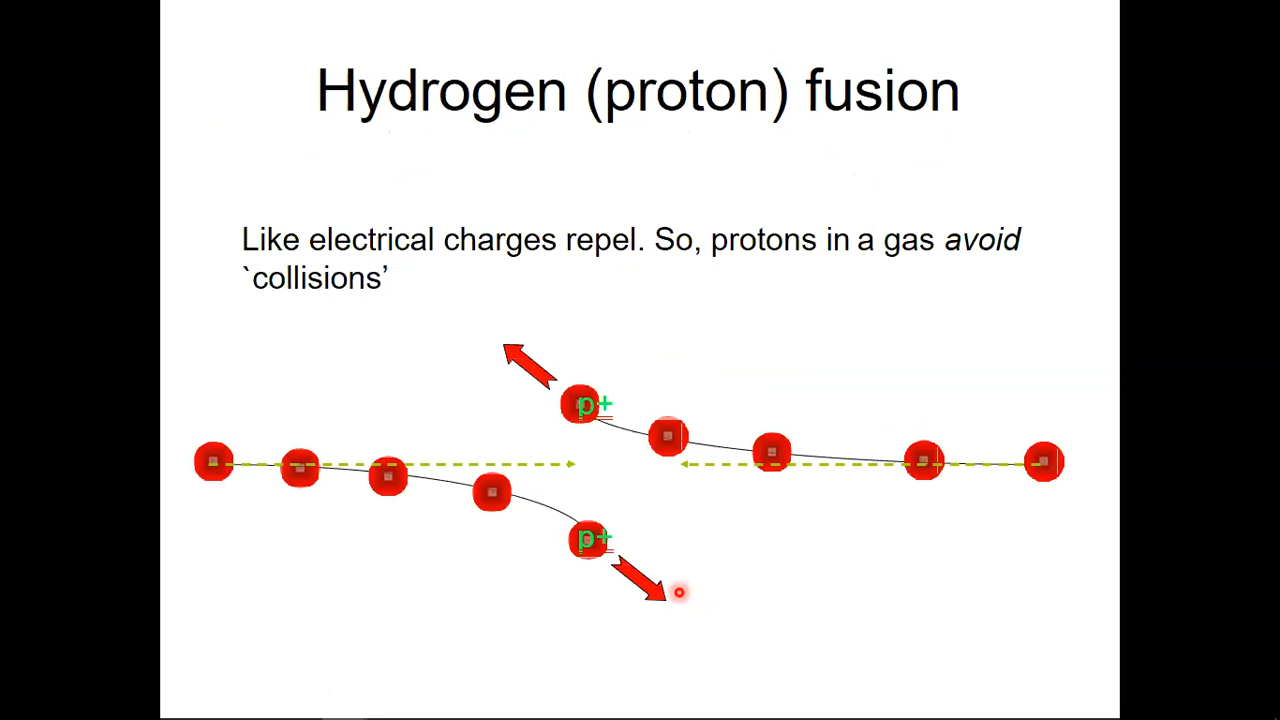 Hydrogen (proton) fusion
Like electrical charges repel. So, protons in a gas avoid
`collisions’
p+
p+